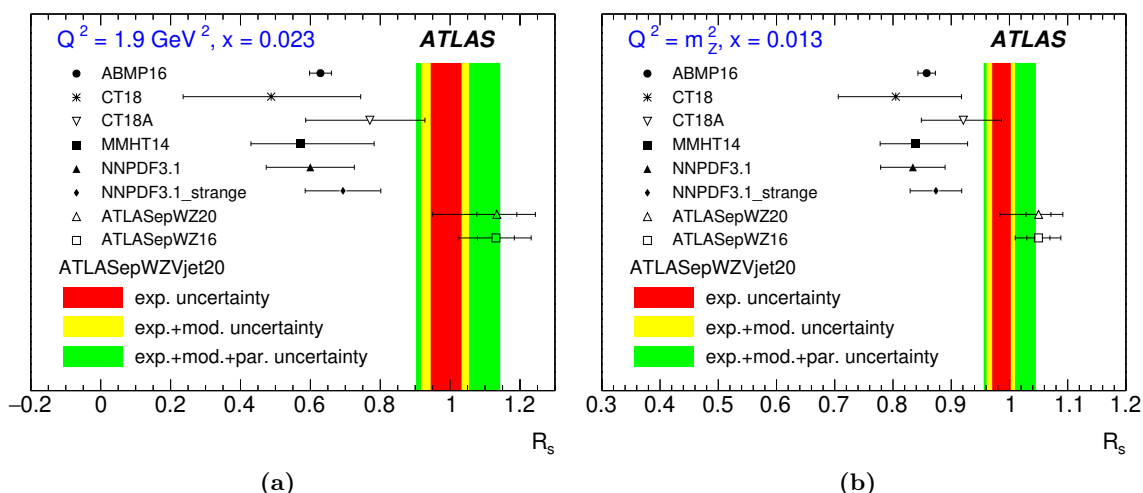 Q² = 1.9 GeV², x = 0.023 ATLAS
ABMP16
CT18
CT18A
MMHT14
NNPDF3.1
NNPDF3.1_strange
ATLASepWZ20
ATLASepWZ16
ATLASepWZVjet20
exp. uncertainty
exp.+mod. uncertainty
exp.+mod.+par. uncertainty
−0.2 0 0.2 0.4 0.6 0.8 1 1.2
R_s
(a)
Q² = m_Z², x = 0.013 ATLAS
ABMP16
CT18
CT18A
MMHT14
NNPDF3.1
NNPDF3.1_strange
ATLASepWZ20
ATLASepWZ16
ATLASepWZVjet20
exp. uncertainty
exp.+mod. uncertainty
exp.+mod.+par. uncertainty
0.3 0.4 0.5 0.6 0.7 0.8 0.9 1 1.1 1.2
R_s
(b)